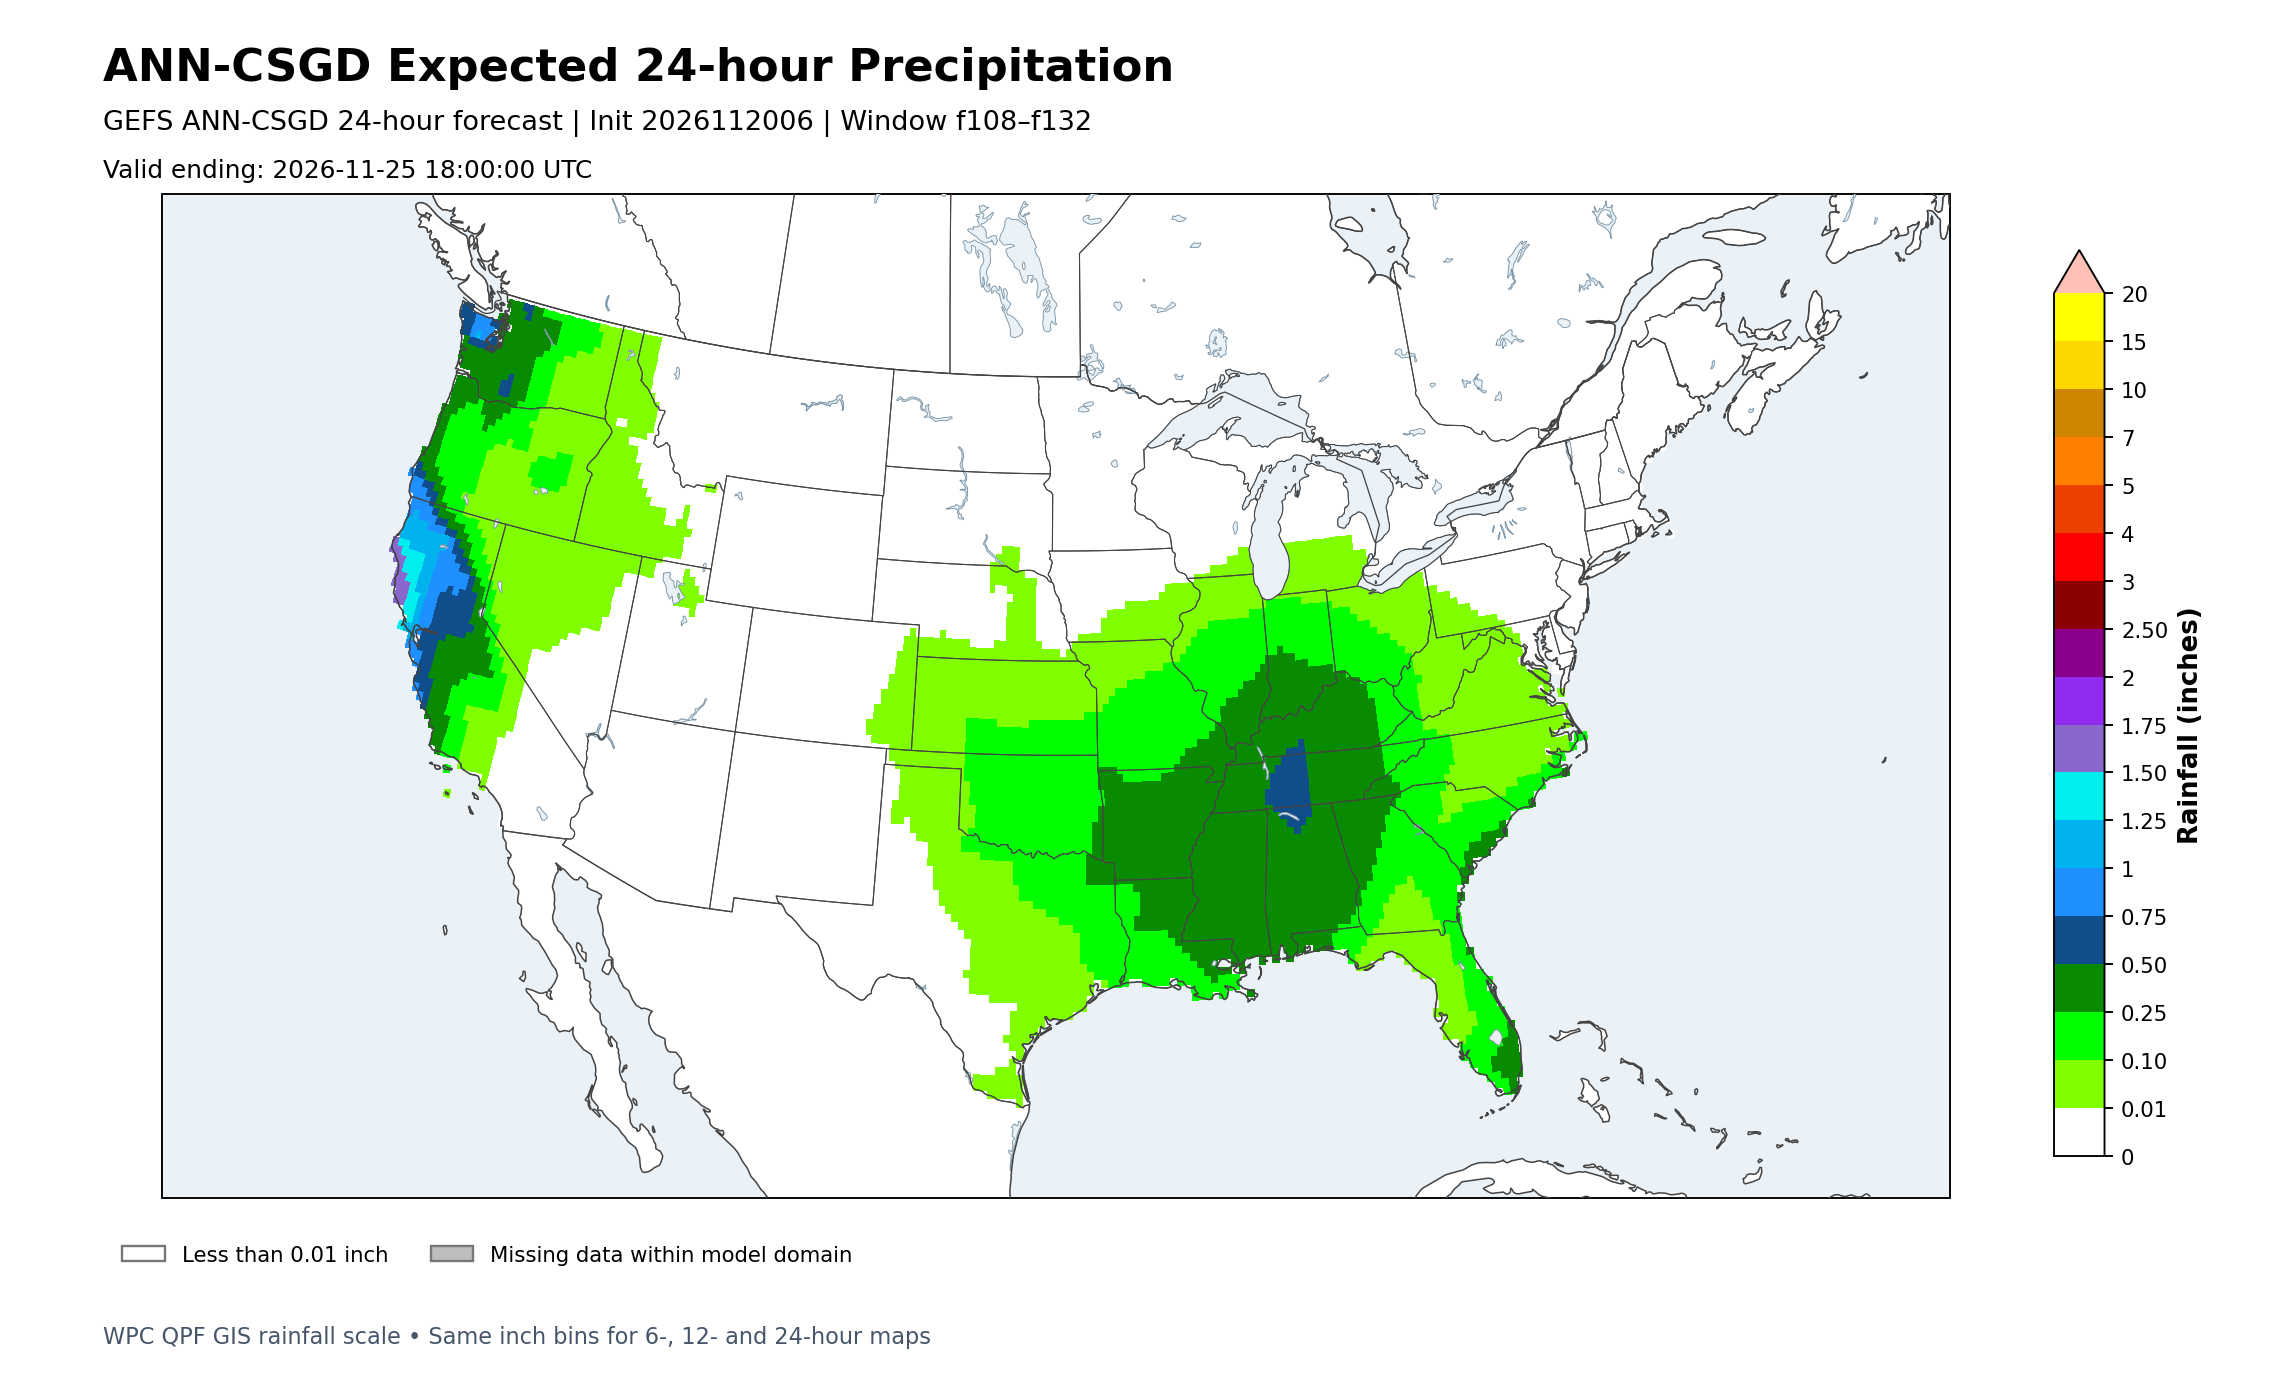 ANN-CSGD Expected 24-hour Precipitation
GEFS ANN-CSGD 24-hour forecast | Init 2026112006 | Window f108–f132
Valid ending: 2026-11-25 18:00:00 UTC
20
15
10
7
5
4
3
2.50
2
1.75
1.50
1.25
1
0.75
0.50
0.25
0.10
0.01
0
Rainfall (inches)
Less than 0.01 inch
Missing data within model domain
WPC QPF GIS rainfall scale • Same inch bins for 6-, 12- and 24-hour maps